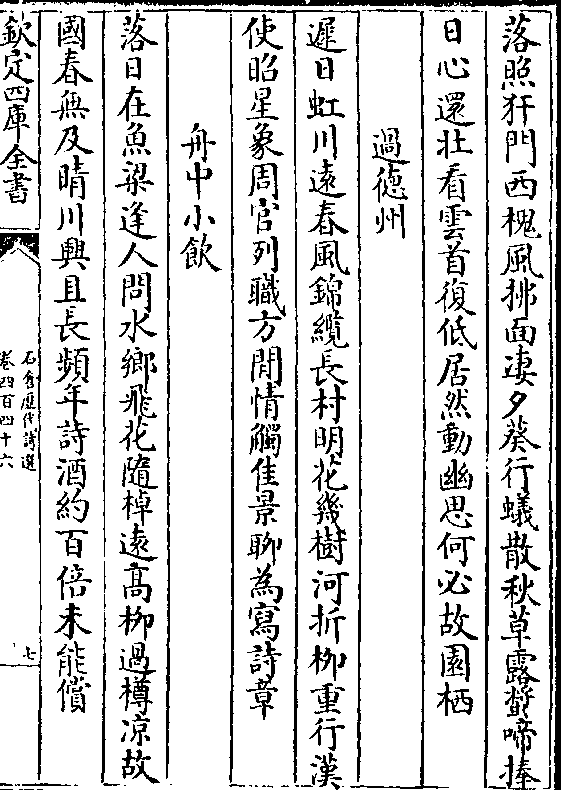 落照犴門西槐風拂面凄夕葵行蟻散秋草露螿啼捧
日心還壯看雲首復低居然動幽思何必故園栖
過德州
遲日虹川遠春風錦纜長村明花幾樹河折柳重行漢
使昭星象周官列職方閒情觸佳景聊為寫詩章
舟中小飲
落日在魚梁逢人問水鄉飛花隨棹遠高柳過樽凉故
國春無及晴川興且長頻年詩酒約百倍未能償
欽定四庫全書
石倉歷代詩選
卷四百四十六
七